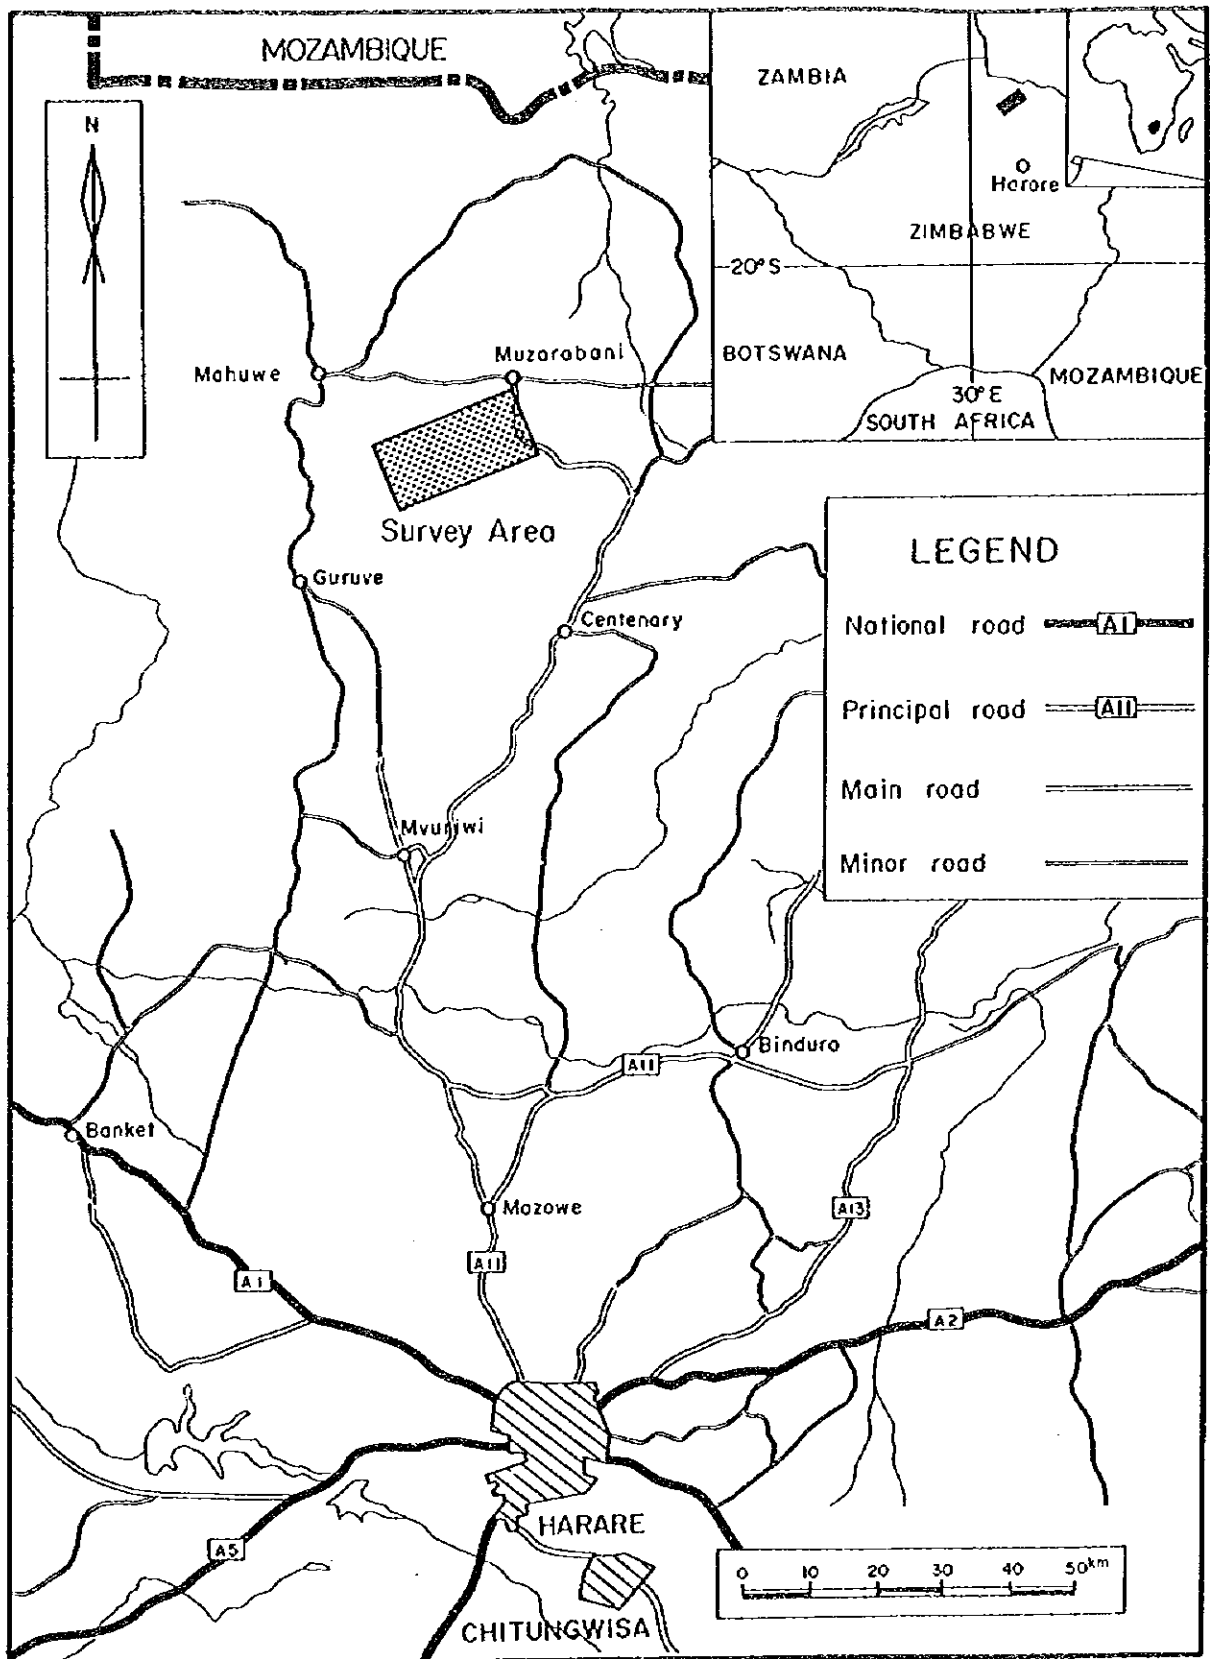 MOZAMBIQUE
N
ZAMBIA
Harare
ZIMBABWE
20°S
BOTSWANA
MOZAMBIQUE
30°E
SOUTH AFRICA
Mahuwe
Muzarabani
Survey Area
LEGEND
National road A1
Principal road A11
Main road
Minor road
Guruve
Centenary
Mvurwi
Bindura
A11
Banket
Mazowe
A13
A11
A1
A2
HARARE
A5
0 10 20 30 40 50km
CHITUNGWISA